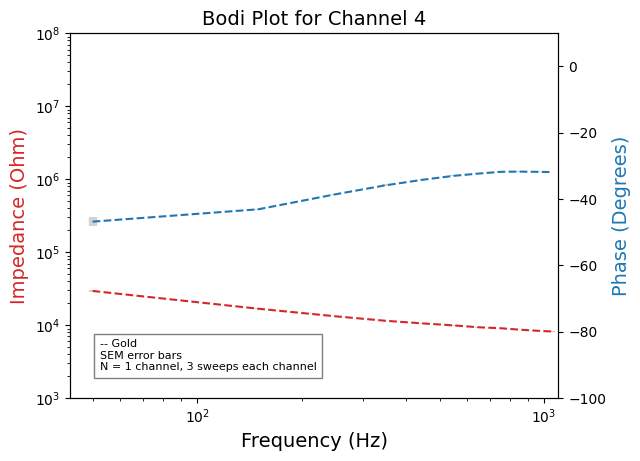 Bodi Plot for Channel 4
10^8
10^7
10^6
10^5
10^4
10^3
Impedance (Ohm)
0
−20
−40
−60
−80
−100
Phase (Degrees)
-- Gold
SEM error bars
N = 1 channel, 3 sweeps each channel
10^2
10^3
Frequency (Hz)